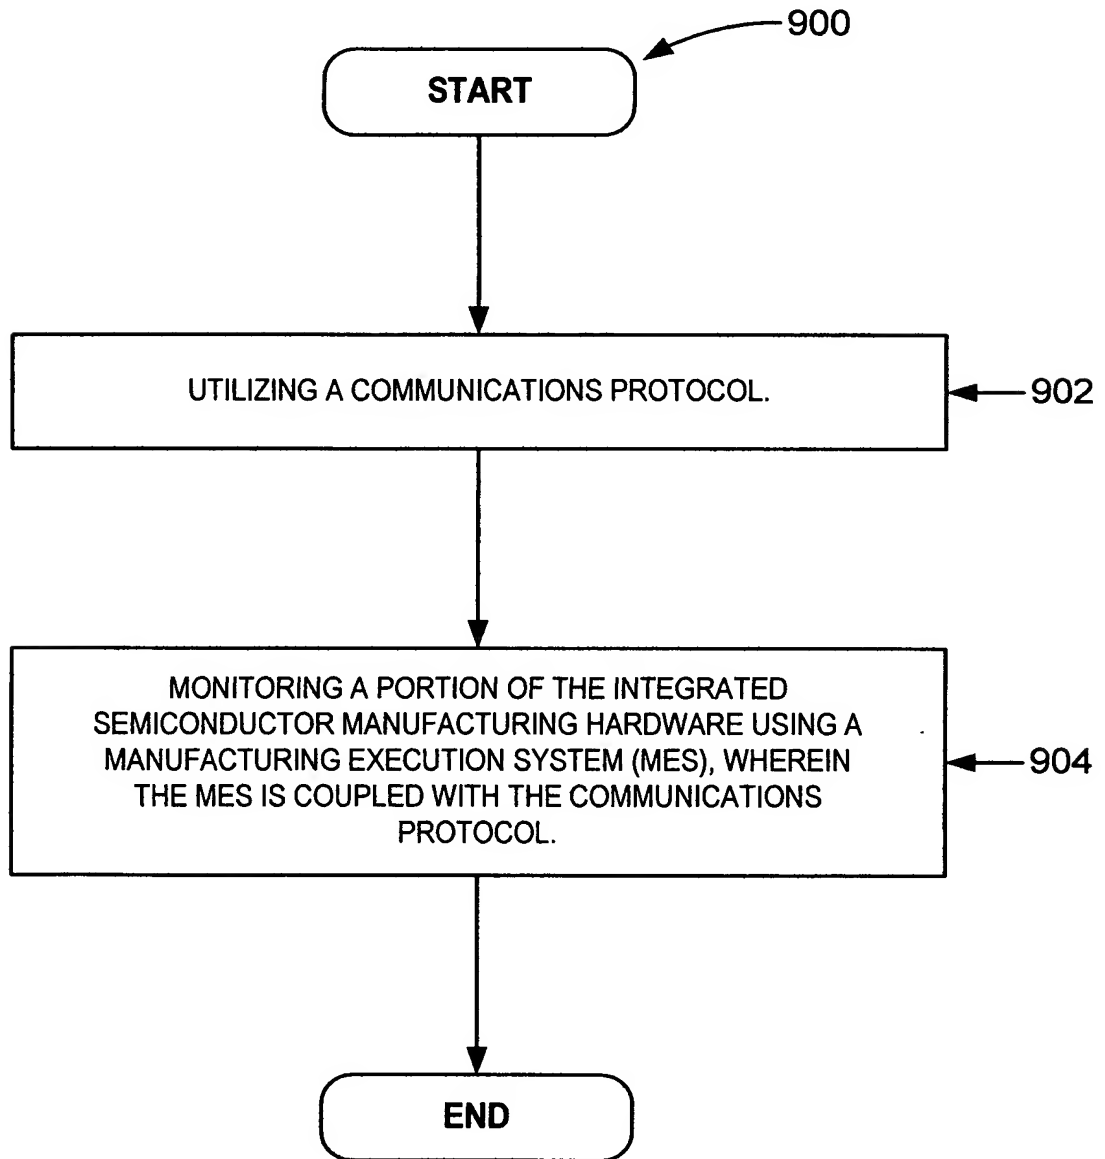 900
START
UTILIZING A COMMUNICATIONS PROTOCOL.
902
MONITORING A PORTION OF THE INTEGRATED
SEMICONDUCTOR MANUFACTURING HARDWARE USING A
MANUFACTURING EXECUTION SYSTEM (MES), WHEREIN
THE MES IS COUPLED WITH THE COMMUNICATIONS
PROTOCOL.
904
END